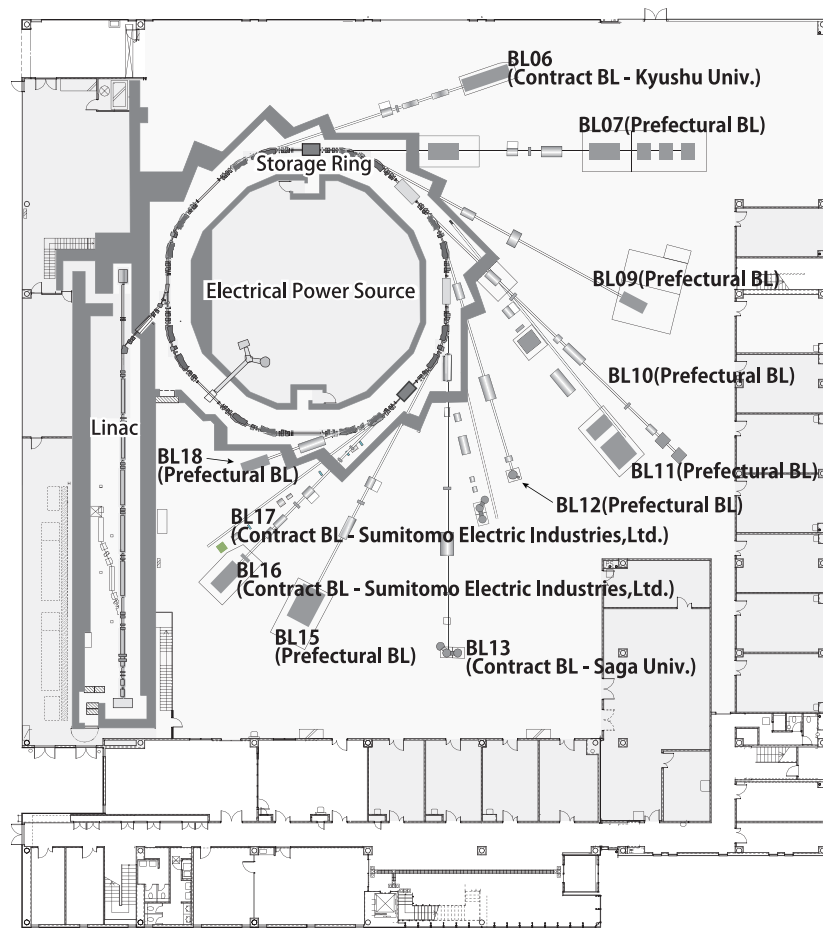 BL06
(Contract BL - Kyushu Univ.)
BL07(Prefectural BL)
Storage Ring
BL09(Prefectural BL)
Electrical Power Source
BL10(Prefectural BL)
Linac
BL11(Prefectural BL)
BL18
(Prefectural BL)
BL12(Prefectural BL)
BL17
(Contract BL - Sumitomo Electric Industries,Ltd.)
BL16
(Contract BL - Sumitomo Electric Industries,Ltd.)
BL15
(Prefectural BL)
BL13
(Contract BL - Saga Univ.)